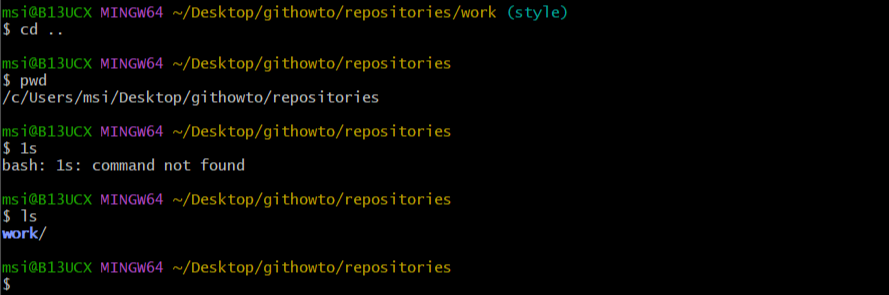 msi@B13UCX MINGW64 ~/Desktop/githowto/repositories/work (style)
$ cd ..
msi@B13UCX MINGW64 ~/Desktop/githowto/repositories
$ pwd
/c/Users/msi/Desktop/githowto/repositories
msi@B13UCX MINGW64 ~/Desktop/githowto/repositories
$ 1s
bash: 1s: command not found
msi@B13UCX MINGW64 ~/Desktop/githowto/repositories
$ ls
work/
msi@B13UCX MINGW64 ~/Desktop/githowto/repositories
$